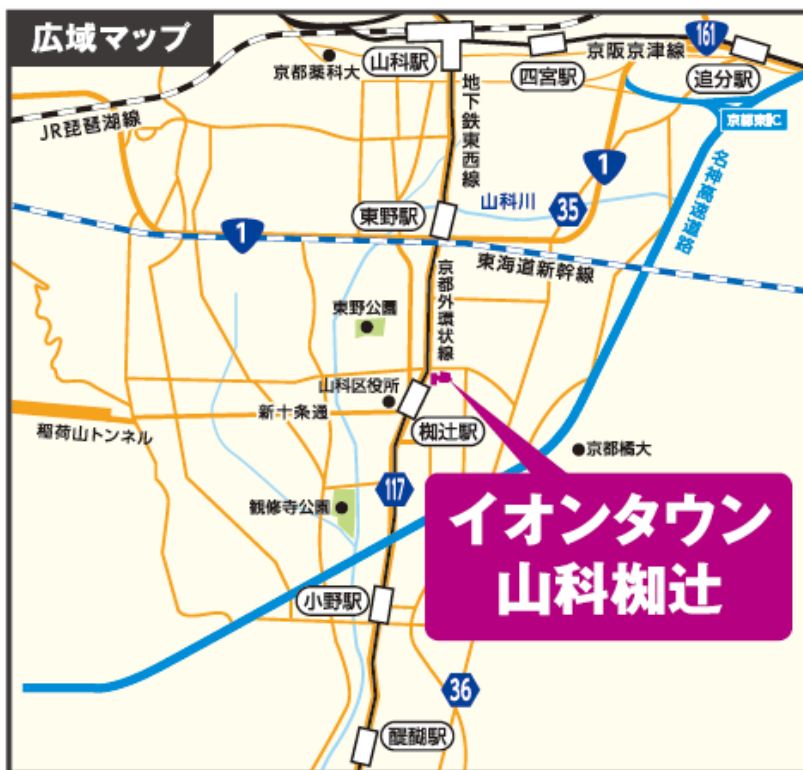 広域マップ
161
京阪京津線
山科駅
四宮駅
追分駅
京都薬科大
京都東IC
JR琵琶湖線
地下鉄東西線
1
名神高速道路
山科川
35
東野駅
1
東海道新幹線
京都外環状線
東野公園
山科区役所
新十条通
稲荷山トンネル
椥辻駅
京都橘大
117
イオンタウン
山科椥辻
観修寺公園
小野駅
36
醍醐駅